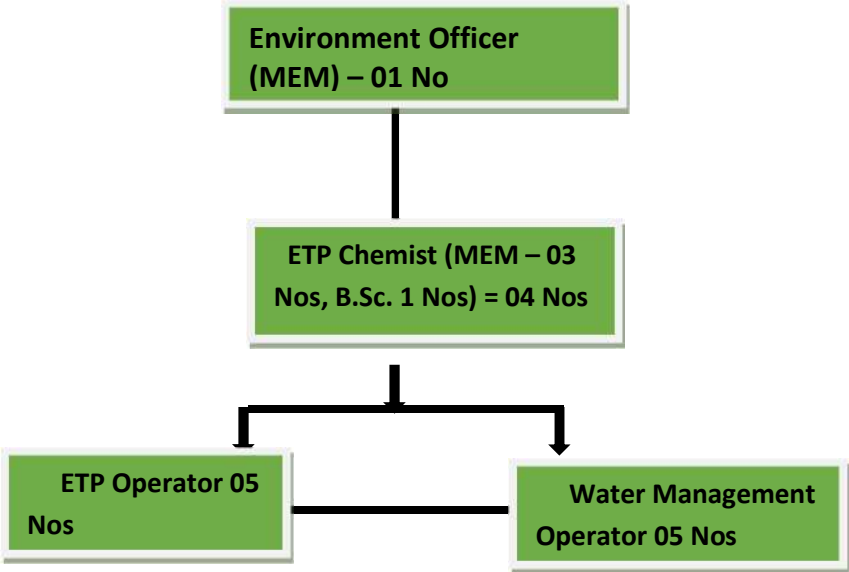 Environment Officer
(MEM) – 01 No
ETP Chemist (MEM – 03
Nos, B.Sc. 1 Nos) = 04 Nos
ETP Operator 05
Nos
Water Management
Operator 05 Nos